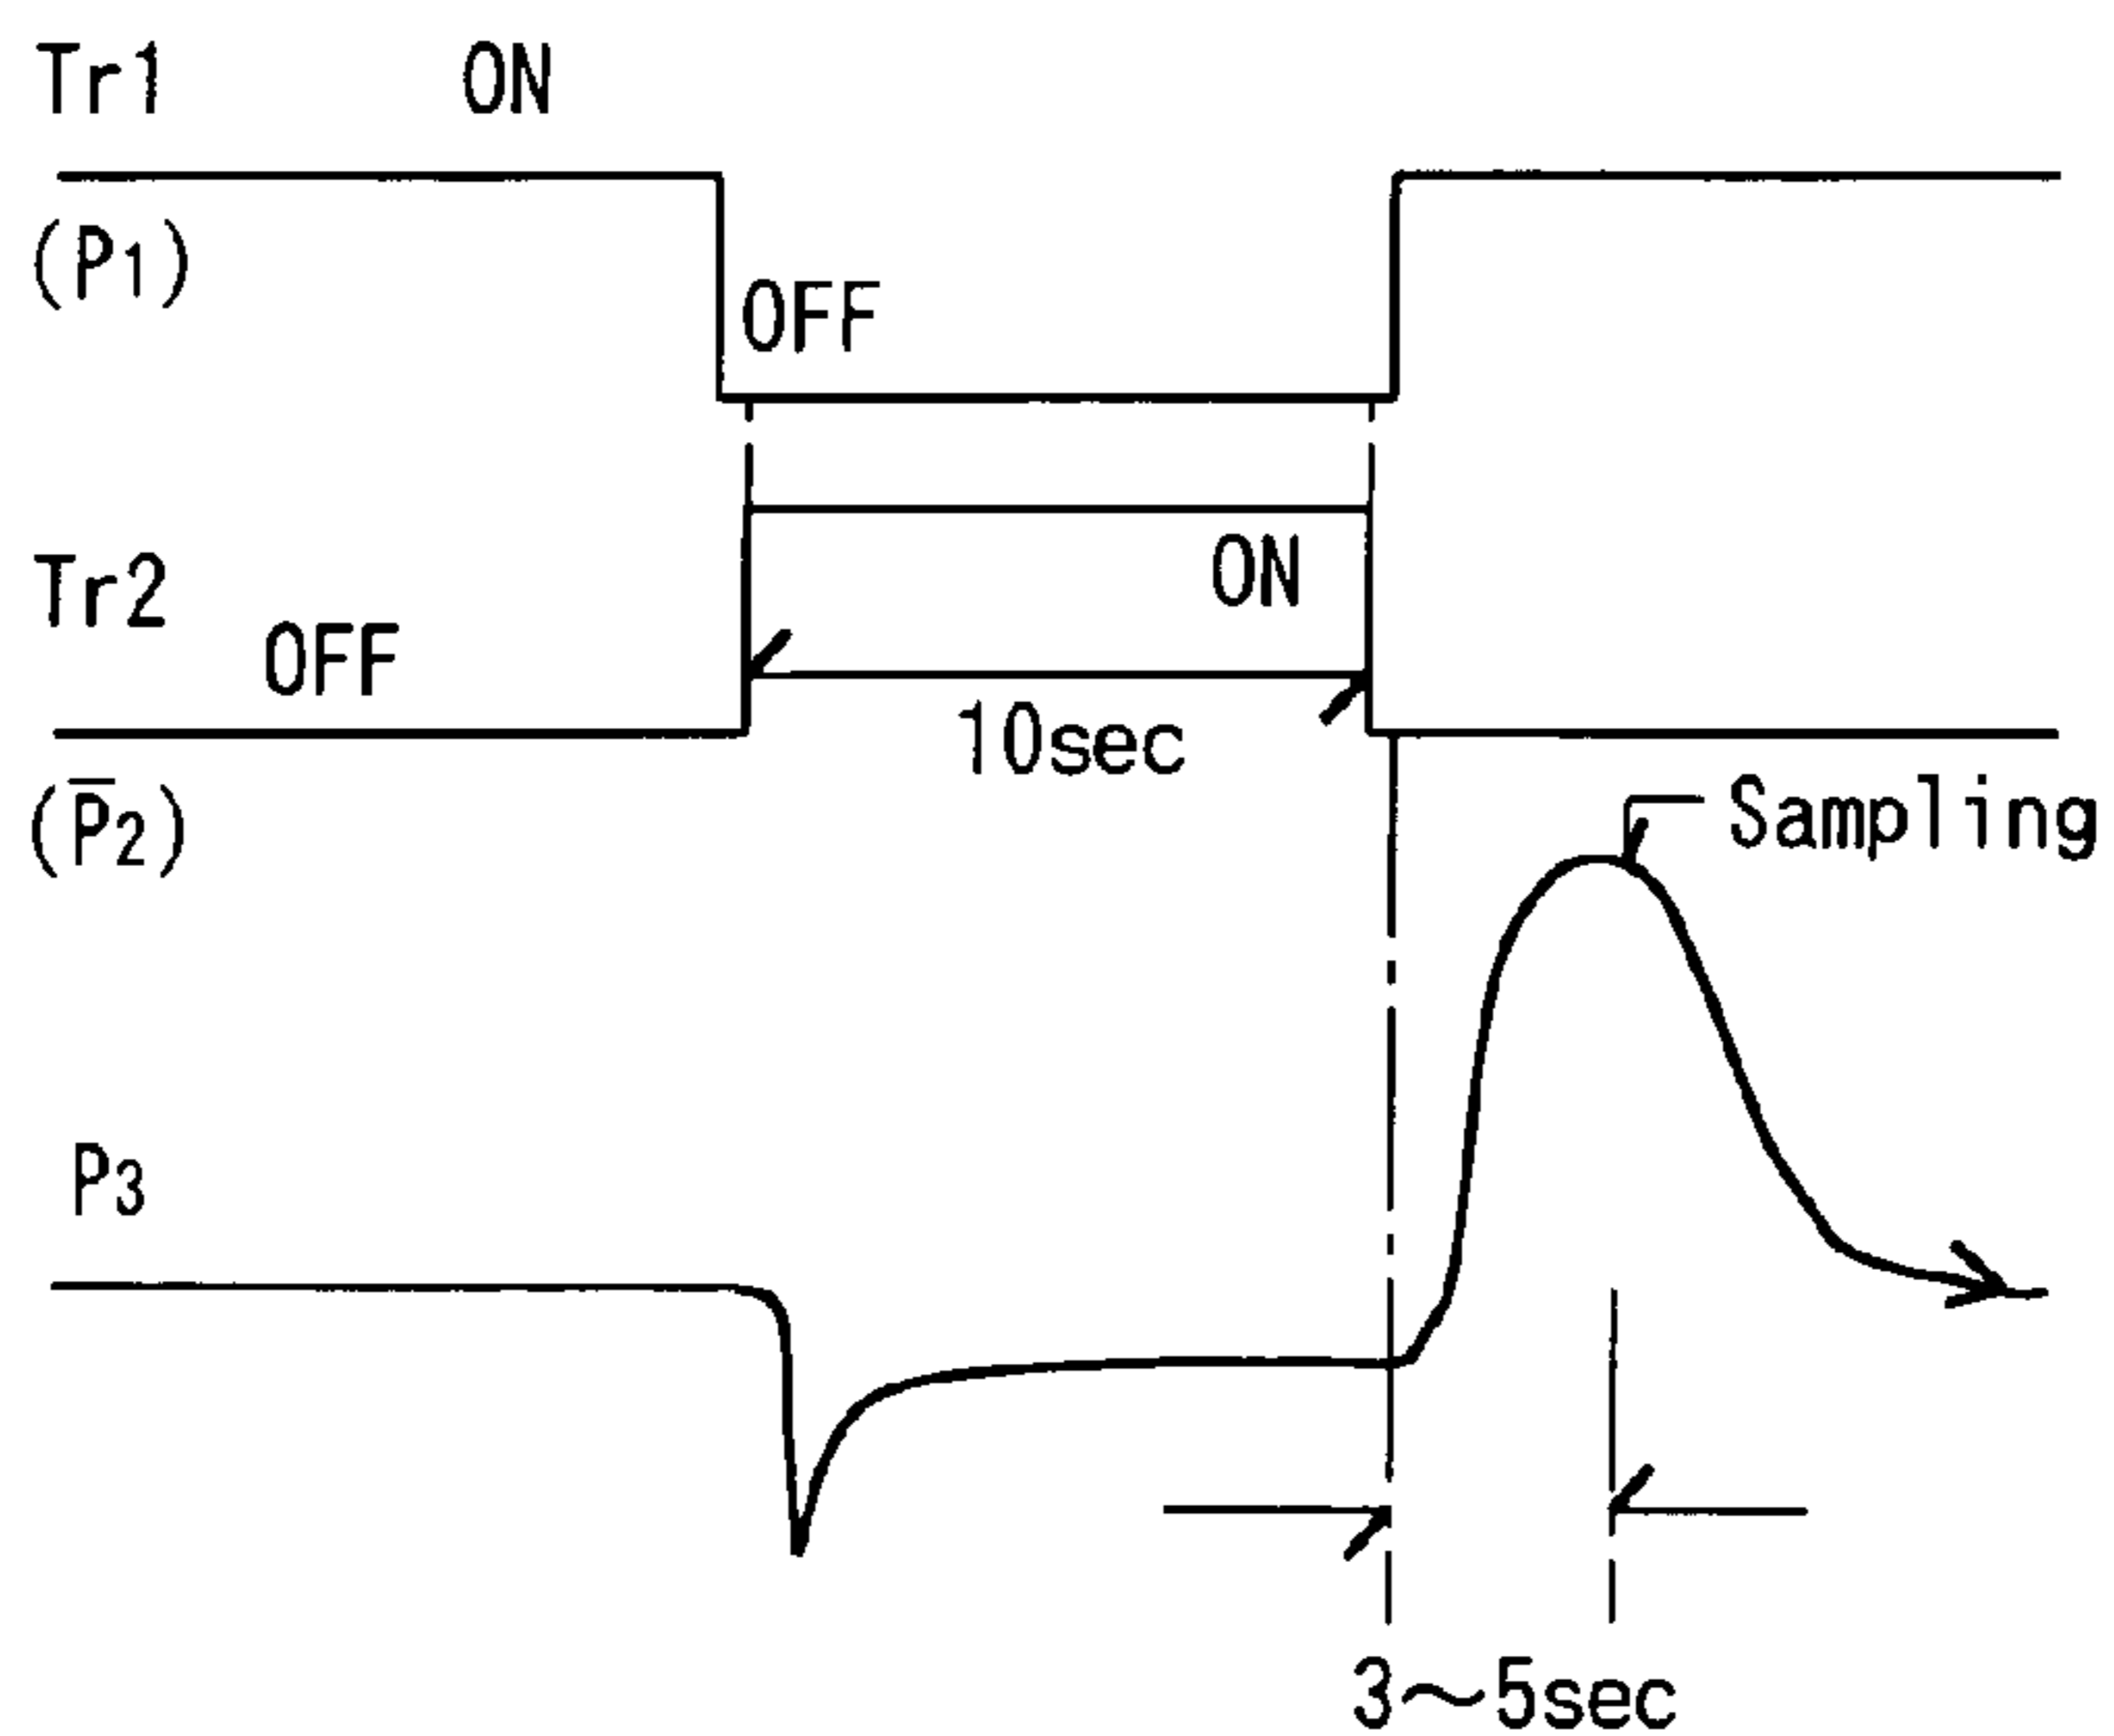 Tr1 ON
(P1)
OFF
ON
Tr2
OFF
10sec
(P̅2)
Sampling
P3
3～5sec